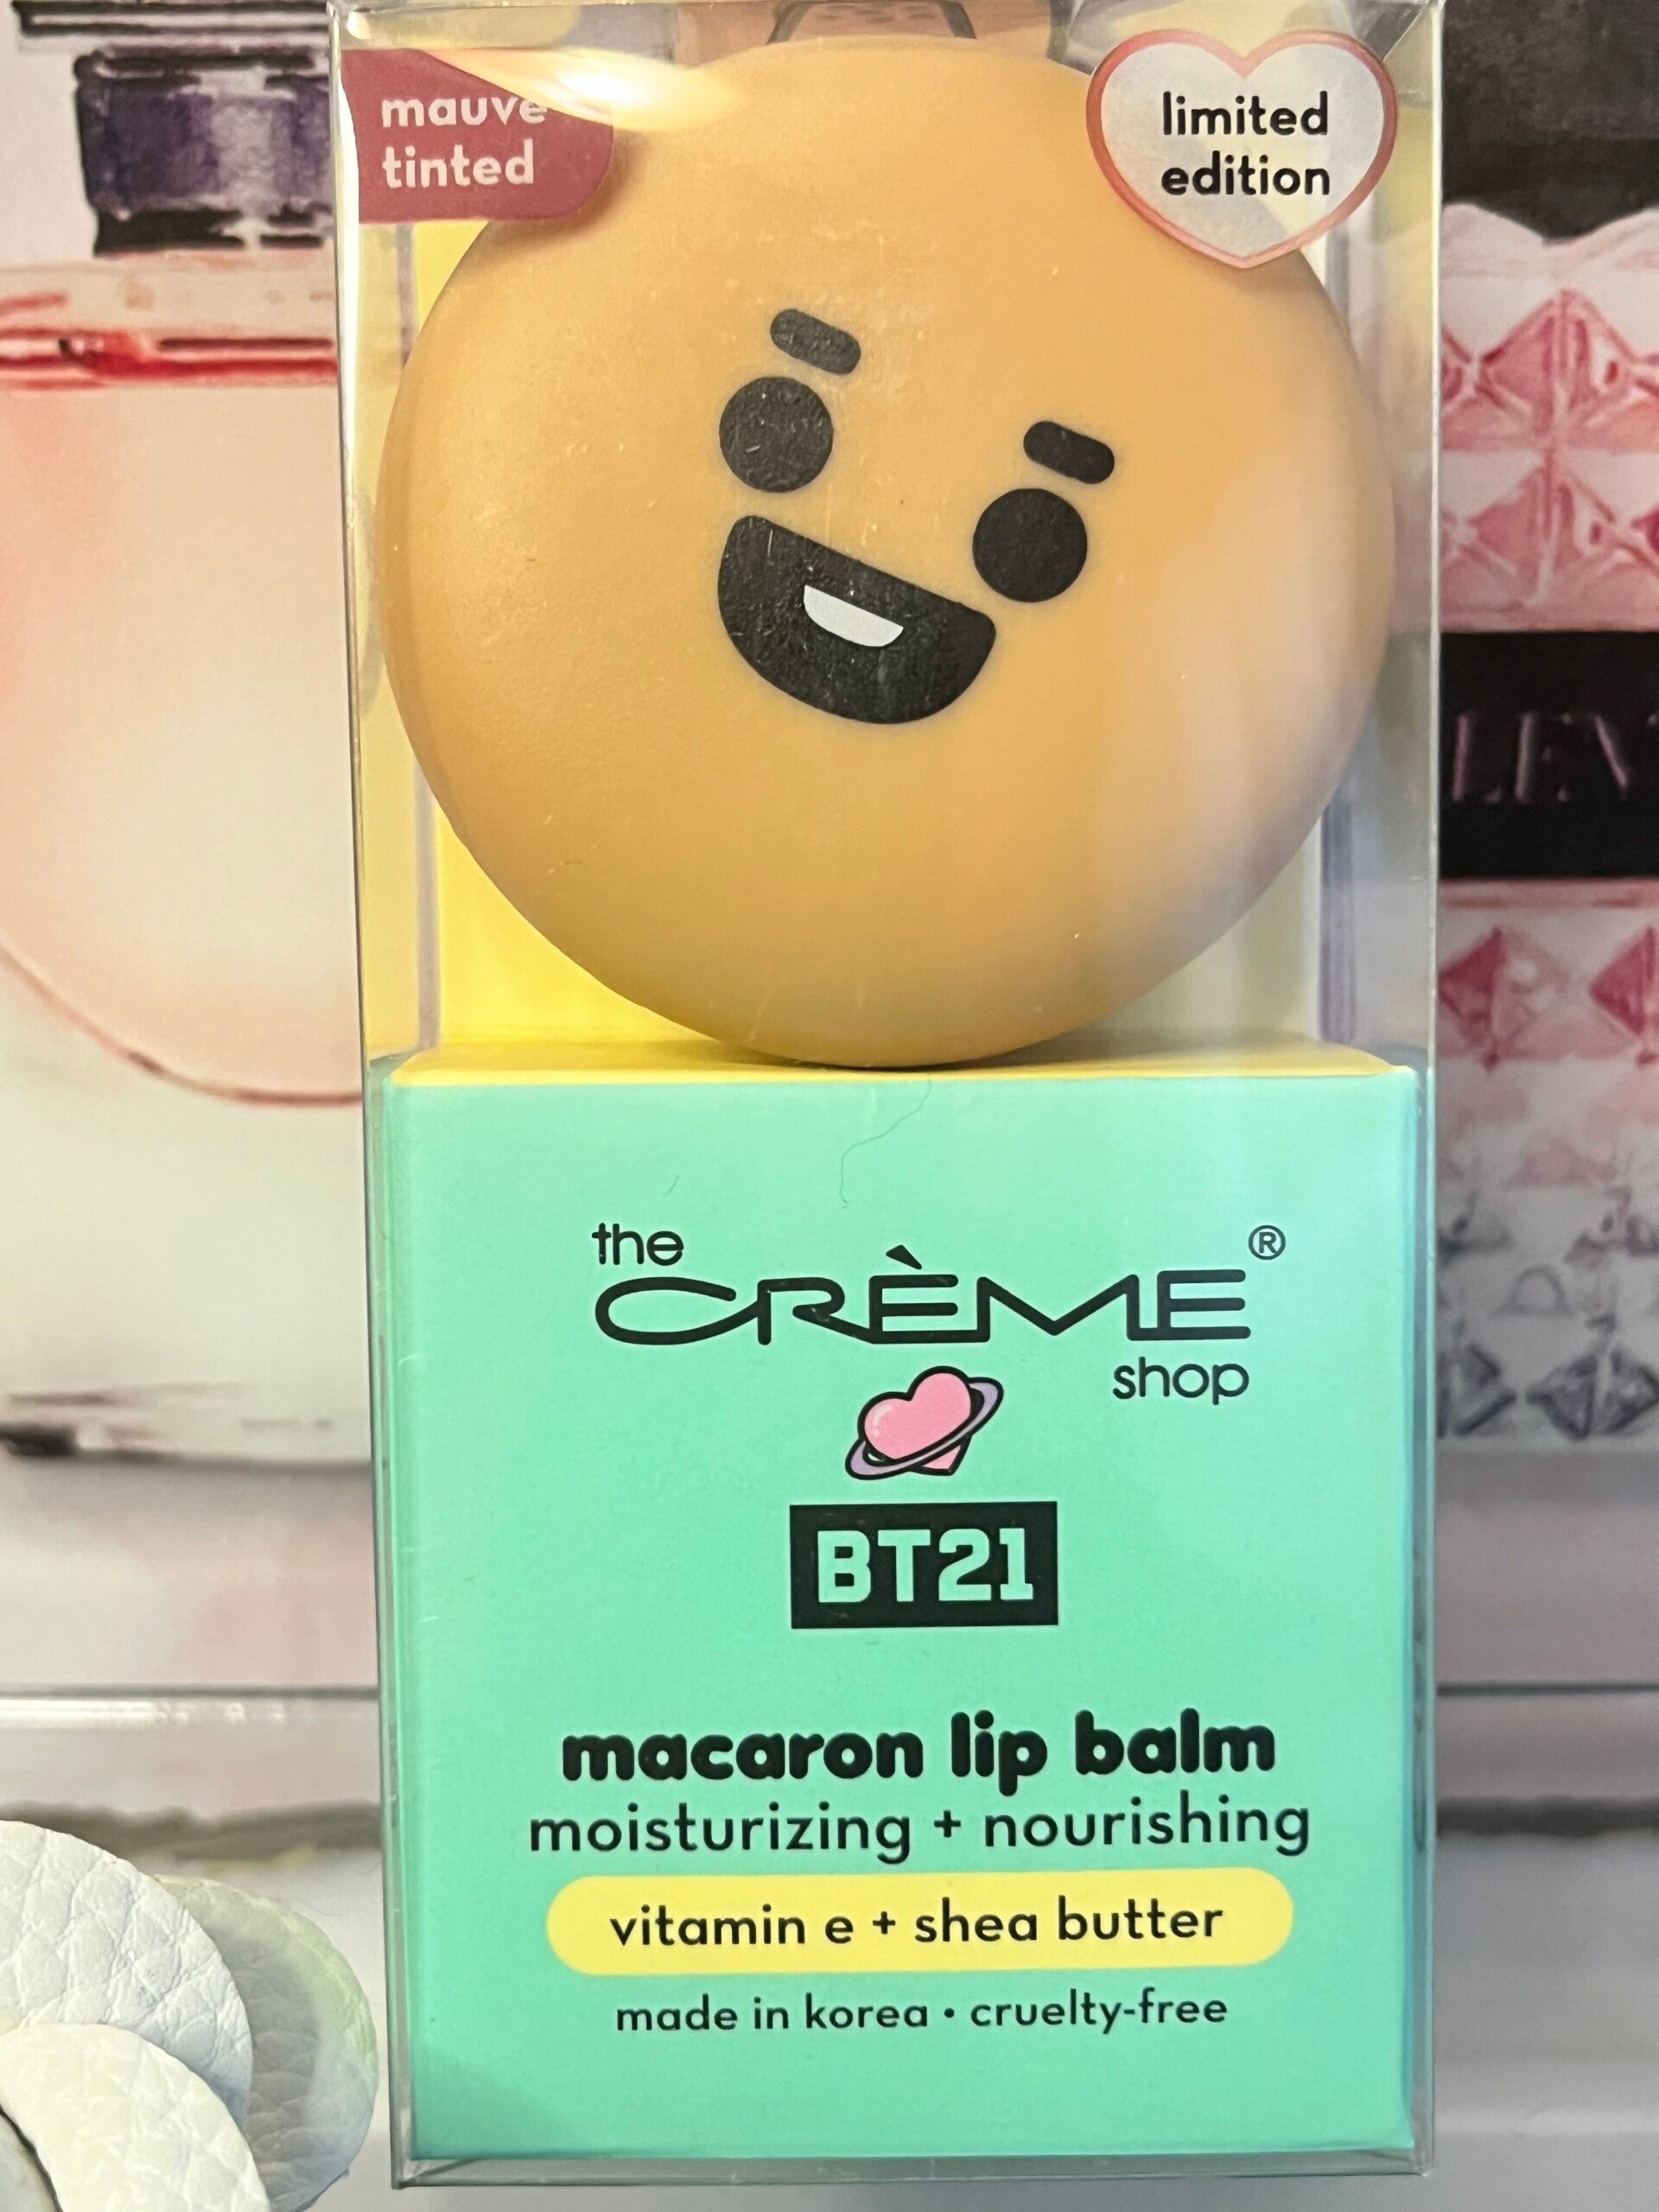 mauve
tinted
limited
edition
the
CRÈME®
shop
BT21
macaron lip balm
moisturizing + nourishing
vitamin e + shea butter
made in korea • cruelty-free